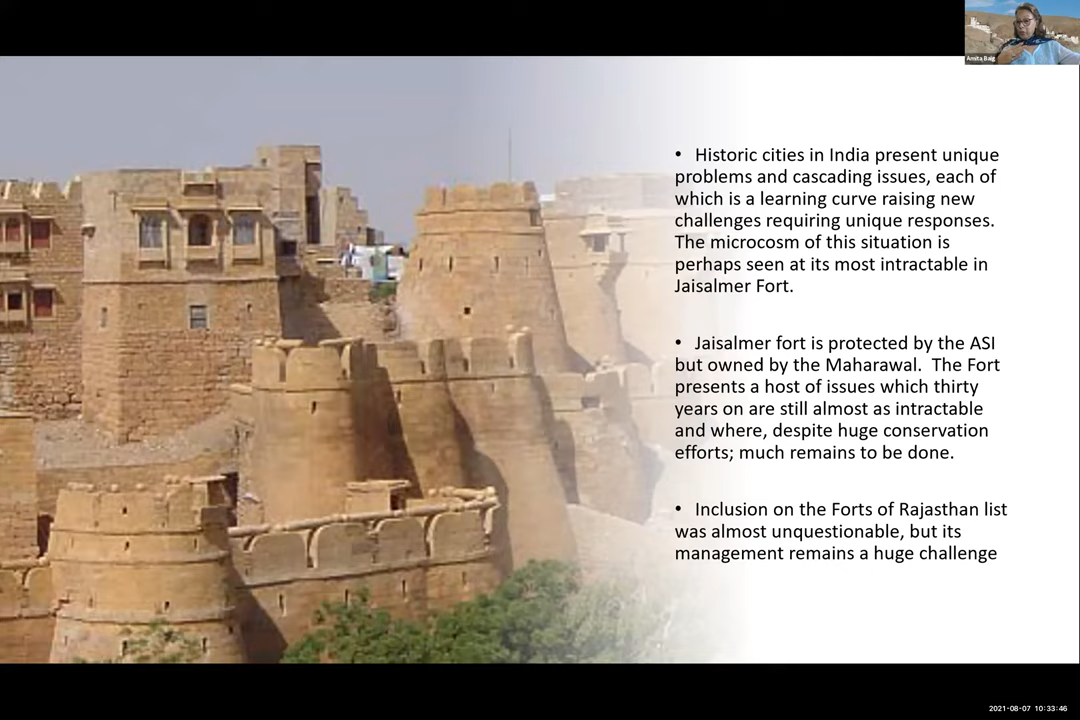 Amita Baig
• Historic cities in India present unique
problems and cascading issues, each of
which is a learning curve raising new
challenges requiring unique responses.
The microcosm of this situation is
perhaps seen at its most intractable in
Jaisalmer Fort.
• Jaisalmer fort is protected by the ASI
but owned by the Maharawal.  The Fort
presents a host of issues which thirty
years on are still almost as intractable
and where, despite huge conservation
efforts; much remains to be done.
• Inclusion on the Forts of Rajasthan list
was almost unquestionable, but its
management remains a huge challenge
2021-08-07 10:33:46